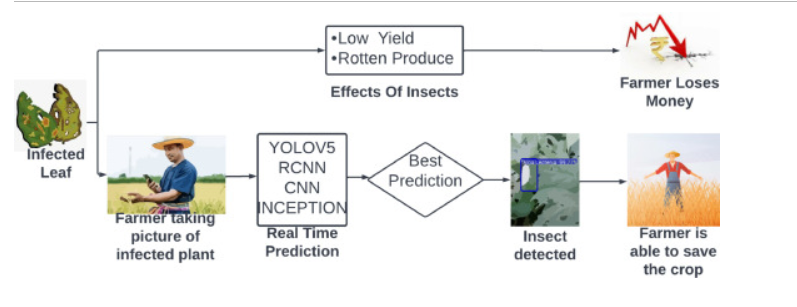 •Low Yield
•Rotten Produce
Effects Of Insects
Farmer Loses
Money
Infected
Leaf
Farmer taking
picture of
infected plant
YOLOV5
RCNN
CNN
INCEPTION
Real Time
Prediction
Best
Prediction
Insect
detected
Farmer is
able to save
the crop